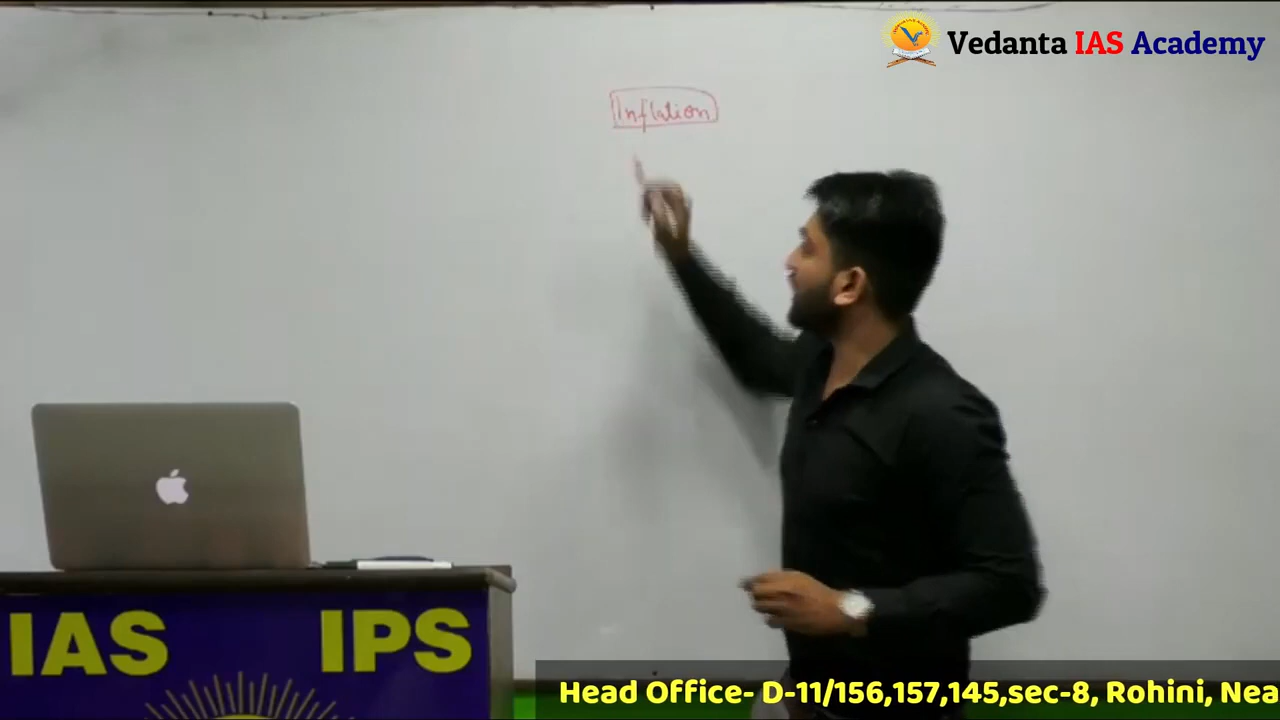 Vedanta IAS Academy
Inflation
IAS IPS
Head Office- D-11/156,157,145,sec-8, Rohini, Nea